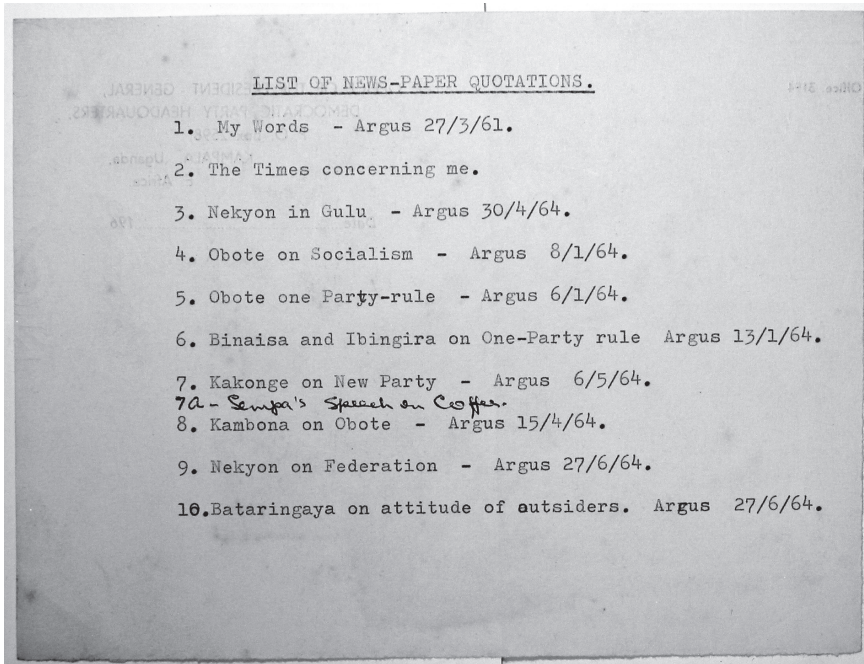 LIST OF NEWS-PAPER QUOTATIONS.
1. My Words - Argus 27/3/61.
2. The Times concerning me.
3. Nekyon in Gulu - Argus 30/4/64.
4. Obote on Socialism - Argus 8/1/64.
5. Obote one Party-rule - Argus 6/1/64.
6. Binaisa and Ibingira on One-Party rule Argus 13/1/64.
7. Kakonge on New Party - Argus 6/5/64.
7a - Sempa's Speech on Coffee.
8. Kambona on Obote - Argus 15/4/64.
9. Nekyon on Federation - Argus 27/6/64.
10.Bataringaya on attitude of outsiders. Argus 27/6/64.